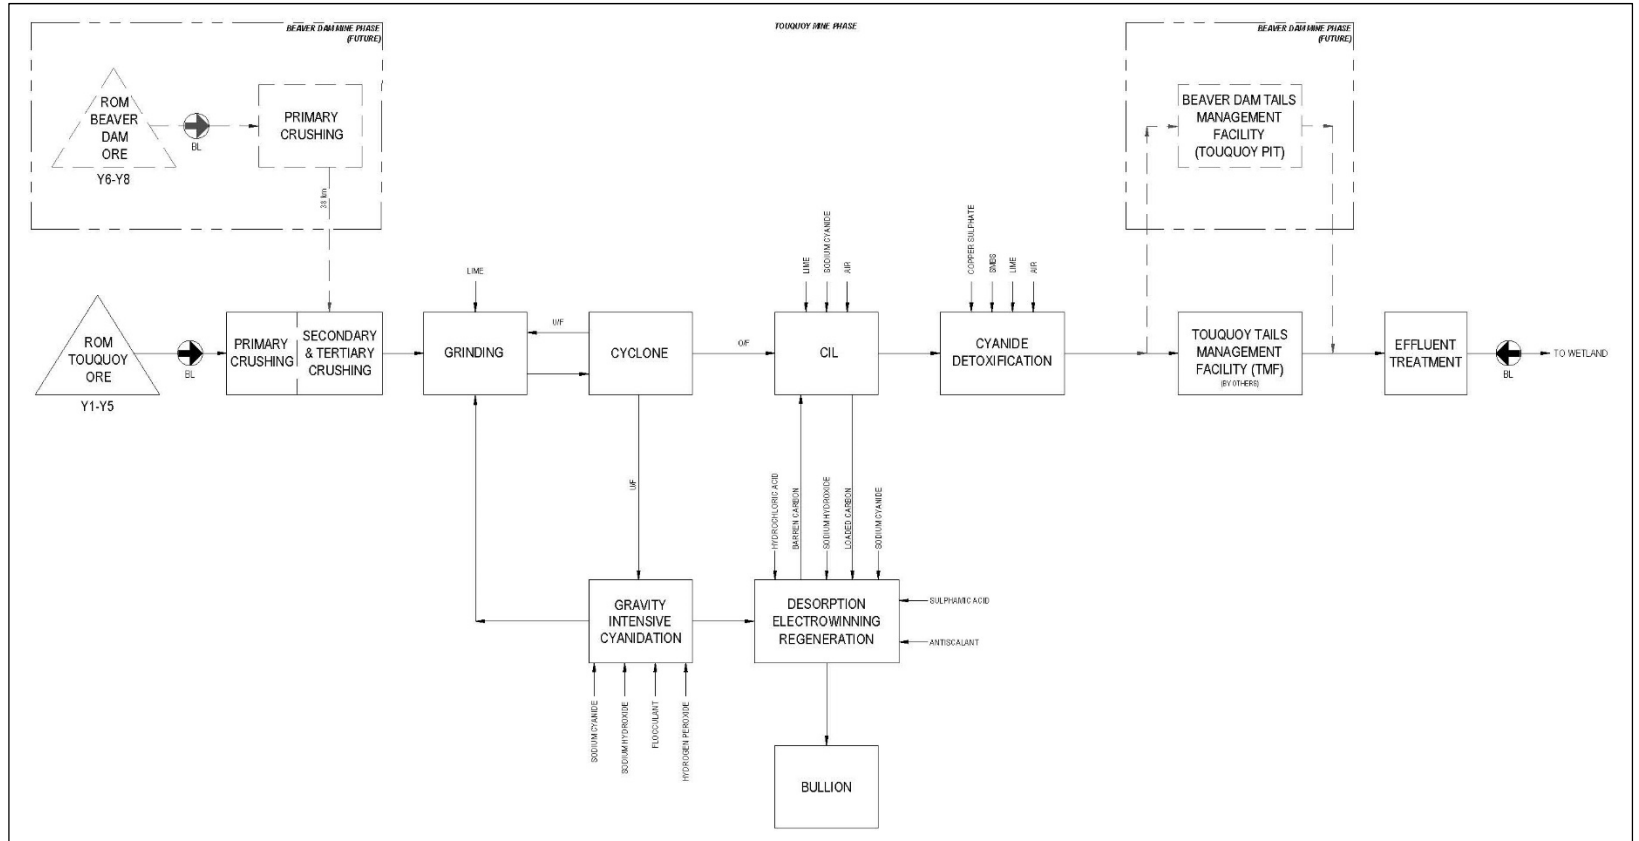 BEAVER DAM MINE PHASE
(FUTURE)
TOUQUOY MINE PHASE
BEAVER DAM MINE PHASE
(FUTURE)
ROM
BEAVER
DAM
ORE
Y6-Y8
BL
PRIMARY
CRUSHING
38 km
BEAVER DAM TAILS
MANAGEMENT
FACILITY
(TOUQUOY PIT)
ROM
TOUQUOY
ORE
Y1-Y5
BL
PRIMARY
CRUSHING
SECONDARY
& TERTIARY
CRUSHING
LIME
GRINDING
U/F
CYCLONE
O/F
LIME
SODIUM CYANIDE
AIR
CIL
COPPER SULPHATE
SMBS
LIME
AIR
CYANIDE
DETOXIFICATION
TOUQUOY TAILS
MANAGEMENT
FACILITY (TMF)
(BY OTHERS)
EFFLUENT
TREATMENT
BL
TO WETLAND
U/F
HYDROCHLORIC ACID
BARREN CARBON
SODIUM HYDROXIDE
LOADED CARBON
SODIUM CYANIDE
GRAVITY
INTENSIVE
CYANIDATION
DESORPTION
ELECTROWINNING
REGENERATION
SULPHAMIC ACID
ANTISCALANT
SODIUM CYANIDE
SODIUM HYDROXIDE
FLOCCULANT
HYDROGEN PEROXIDE
BULLION